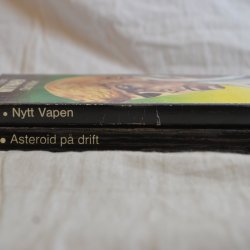 • Nytt Vapen
• Asteroid på drift